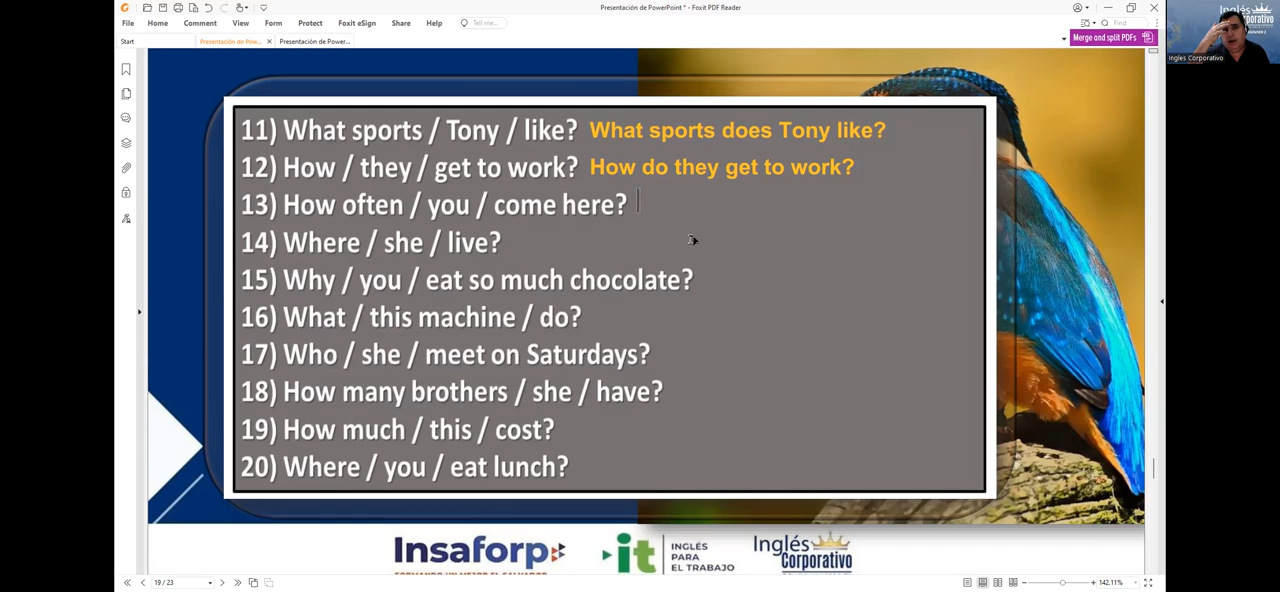 Presentación de PowerPoint * - Foxit PDF Reader
File Home Comment View Form Protect Foxit eSign Share Help Tell me... Find
Start Presentación de Pow... Presentación de Power... Merge and split PDFs
Inglés Corporativo
Ingles Corporativo
11) What sports / Tony / like? What sports does Tony like?
12) How / they / get to work? How do they get to work?
13) How often / you / come here?
14) Where / she / live?
15) Why / you / eat so much chocolate?
16) What / this machine / do?
17) Who / she / meet on Saturdays?
18) How many brothers / she / have?
19) How much / this / cost?
20) Where / you / eat lunch?
Insaforp it INGLÉS PARA EL TRABAJO Inglés Corporativo
19 / 23 142.11%